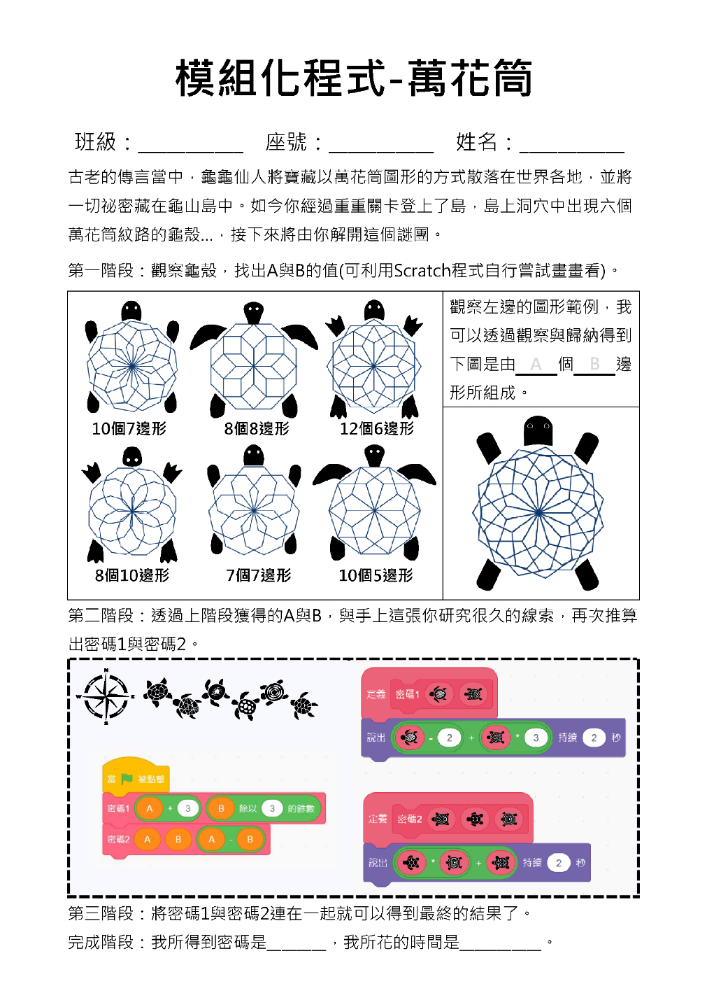 模組化程式-萬花筒
班級：__________ 座號：__________ 姓名：__________
古老的傳言當中，龜龜仙人將寶藏以萬花筒圖形的方式散落在世界各地，並將
一切祕密藏在龜山島中。如今你經過重重關卡登上了島，島上洞穴中出現六個
萬花筒紋路的龜殼...，接下來將由你解開這個謎團。
第一階段：觀察龜殼，找出A與B的值(可利用Scratch程式自行嘗試畫畫看)。
10個7邊形
8個8邊形
12個6邊形
8個10邊形
7個7邊形
10個5邊形
觀察左邊的圖形範例，我
可以透過觀察與歸納得到
下圖是由 A 個 B 邊
形所組成。
第二階段：透過上階段獲得的A與B，與手上這張你研究很久的線索，再次推算
出密碼1與密碼2。
N
W E
S
當 被點擊
密碼1 A + 3 B 除以 3 的餘數
密碼2 A B A - B
定義 密碼1
說出 - 2 + * 3 持續 2 秒
定義 密碼2
說出 * + 持續 2 秒
第三階段：將密碼1與密碼2連在一起就可以得到最終的結果了。
完成階段：我所得到密碼是________，我所花的時間是___________。